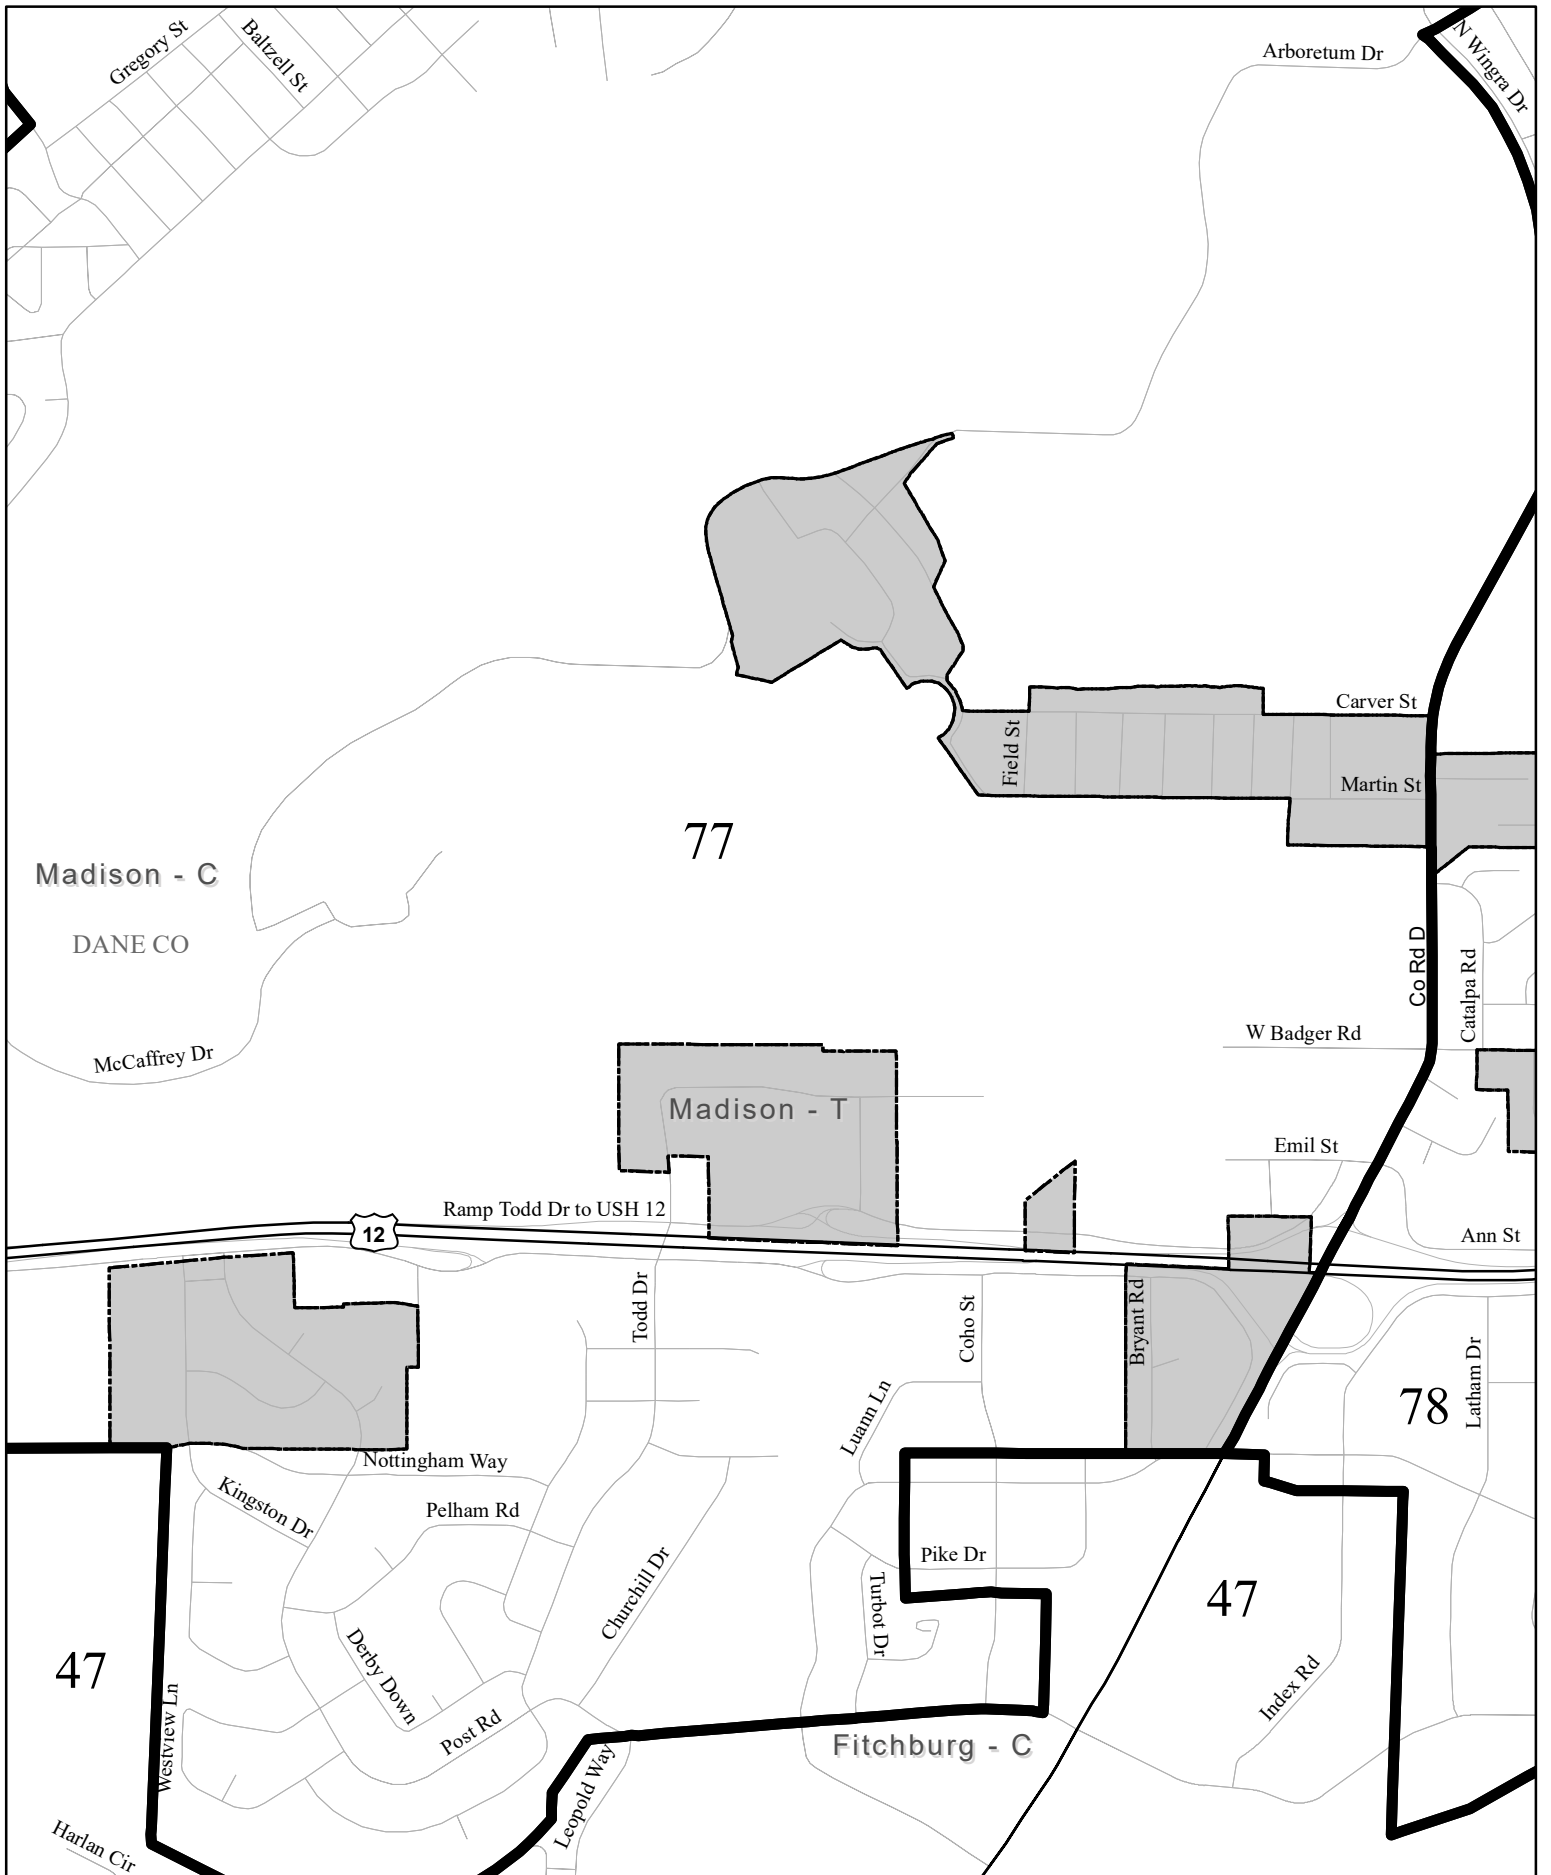 Gregory St
Baltzell St
Arboretum Dr
N Wingra Dr
Carver St
Field St
Martin St
77
Madison - C
DANE CO
Co Rd D
Catalpa Rd
W Badger Rd
McCaffrey Dr
Madison - T
Emil St
Ramp Todd Dr to USH 12
12
Ann St
Todd Dr
Coho St
Bryant Rd
Latham Dr
78
Luann Ln
Nottingham Way
Kingston Dr
Pelham Rd
Pike Dr
Churchill Dr
Turbot Dr
47
Derby Down
47
Index Rd
Westview Ln
Post Rd
Fitchburg - C
Leopold Way
Harlan Cir